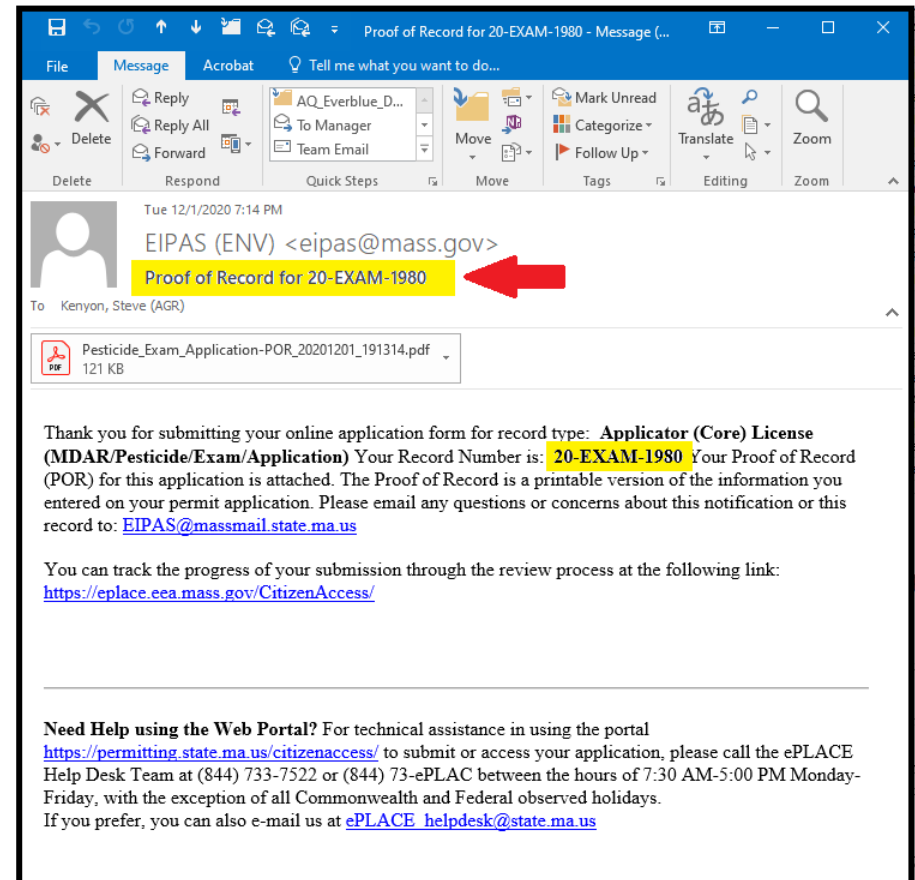 Proof of Record for 20-EXAM-1980 - Message (...
File Message Acrobat Tell me what you want to do...
Delete
Reply
Reply All
Forward
AQ_Everblue_D...
To Manager
Team Email
Move
Mark Unread
Categorize
Follow Up
Translate
Zoom
Delete Respond Quick Steps Move Tags Editing Zoom
Tue 12/1/2020 7:14 PM
EIPAS (ENV) <eipas@mass.gov>
Proof of Record for 20-EXAM-1980
To Kenyon, Steve (AGR)
Pesticide_Exam_Application-POR_20201201_191314.pdf
PDF
121 KB
Thank you for submitting your online application form for record type: Applicator (Core) License
(MDAR/Pesticide/Exam/Application) Your Record Number is: 20-EXAM-1980 Your Proof of Record
(POR) for this application is attached. The Proof of Record is a printable version of the information you
entered on your permit application. Please email any questions or concerns about this notification or this
record to: EIPAS@massmail.state.ma.us
You can track the progress of your submission through the review process at the following link:
https://eplace.eea.mass.gov/CitizenAccess/
Need Help using the Web Portal? For technical assistance in using the portal
https://permitting.state.ma.us/citizenaccess/ to submit or access your application, please call the ePLACE
Help Desk Team at (844) 733-7522 or (844) 73-ePLAC between the hours of 7:30 AM-5:00 PM Monday-
Friday, with the exception of all Commonwealth and Federal observed holidays.
If you prefer, you can also e-mail us at ePLACE_helpdesk@state.ma.us